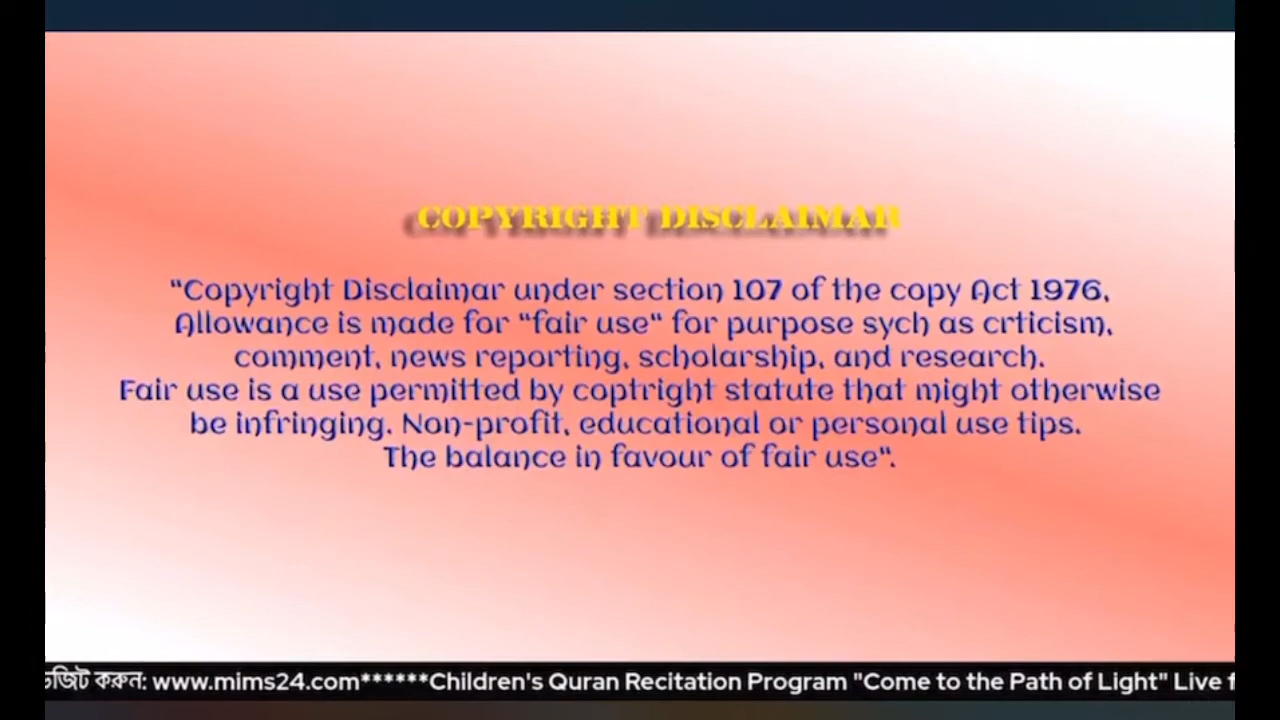 COPYRIGHT DISCLAIMAR
"Copyright Disclaimar under section 107 of the copy Act 1976,
Allowance is made for "fair use" for purpose sych as crticism,
comment, news reporting, scholarship, and research.
Fair use is a use permitted by coptright statute that might otherwise
be infringing. Non-profit, educational or personal use tips.
The balance in favour of fair use".
করুন: www.mims24.com******Children's Quran Recitation Program "Come to the Path of Light" Live